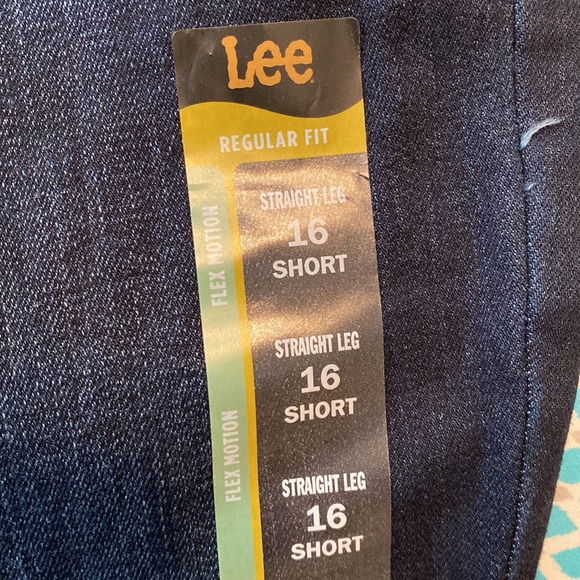 Lee
REGULAR FIT
FLEX MOTION
STRAIGHT LEG
16
SHORT
STRAIGHT LEG
16
SHORT
FLEX MOTION
STRAIGHT LEG
16
SHORT